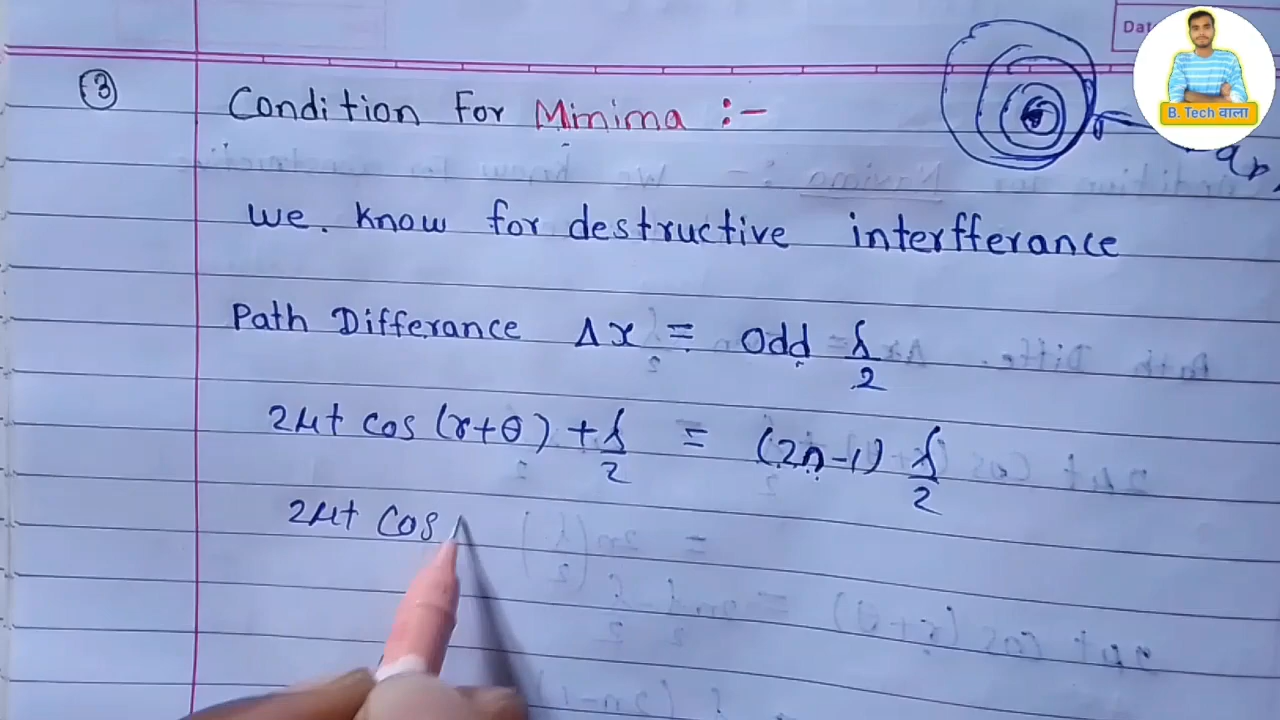 Dat
B. Tech वाला
③ Condition For Minima :-
We. know for destructive interfferance
Path Differance Δx = Odd λ/2
2μt cos (r+θ) + λ/2 = (2n-1) λ/2
2μt cos